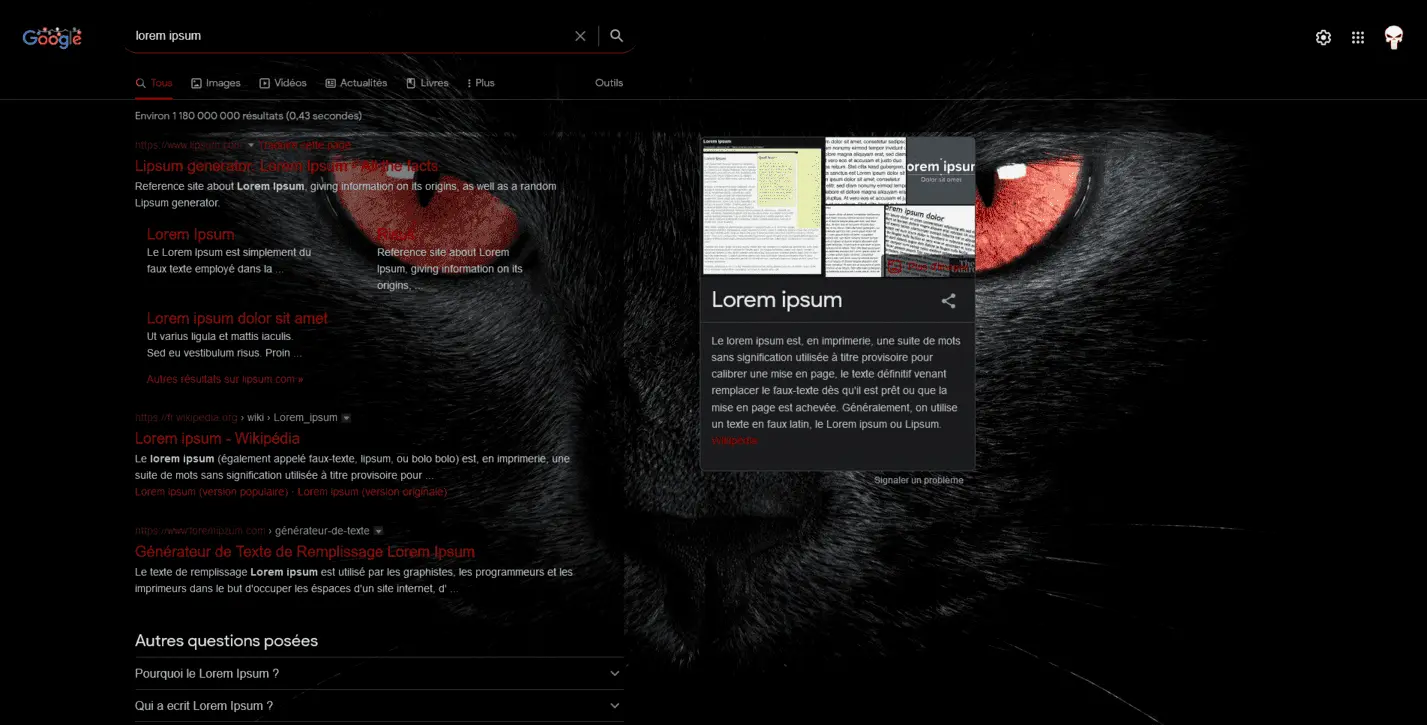 Google
lorem ipsum
Tous
Images
Vidéos
Actualités
Livres
Plus
Outils
Environ 1 180 000 000 résultats (0,43 secondes)
https://www.lipsum.com
Traduire cette page
Lipsum generator: Lorem Ipsum - All the facts
Reference site about Lorem Ipsum, giving information on its origins, as well as a random
Lipsum generator.
Lorem Ipsum
Le Lorem Ipsum est simplement du
faux texte employé dans la ...
Reference site about Lorem
Ipsum, giving information on its
origins, ...
Lorem ipsum dolor sit amet
Ut varius ligula et mattis iaculis.
Sed eu vestibulum risus. Proin ...
Autres résultats sur lipsum.com »
https://fr.wikipedia.org › wiki › Lorem_ipsum
Lorem ipsum - Wikipédia
Le lorem ipsum (également appelé faux-texte, lipsum, ou bolo bolo) est, en imprimerie, une
suite de mots sans signification utilisée à titre provisoire pour ...
Lorem ipsum (version populaire) · Lorem ipsum (version originale)
› générateur-de-texte
Générateur de Texte de Remplissage Lorem Ipsum
Le texte de remplissage Lorem ipsum est utilisé par les graphistes, les programmeurs et les
imprimeurs dans le but d'occuper les éspaces d'un site internet, d' ...
Autres questions posées
Pourquoi le Lorem Ipsum ?
Qui a ecrit Lorem Ipsum ?
orem ipsum
Dolor sit amet
orem ipsum dolor
Lorem ipsum
Le lorem ipsum est, en imprimerie, une suite de mots
sans signification utilisée à titre provisoire pour
calibrer une mise en page, le texte définitif venant
remplacer le faux-texte dès qu'il est prêt ou que la
mise en page est achevée. Généralement, on utilise
un texte en faux latin, le Lorem ipsum ou Lipsum.
Wikipédia
Signaler un problème